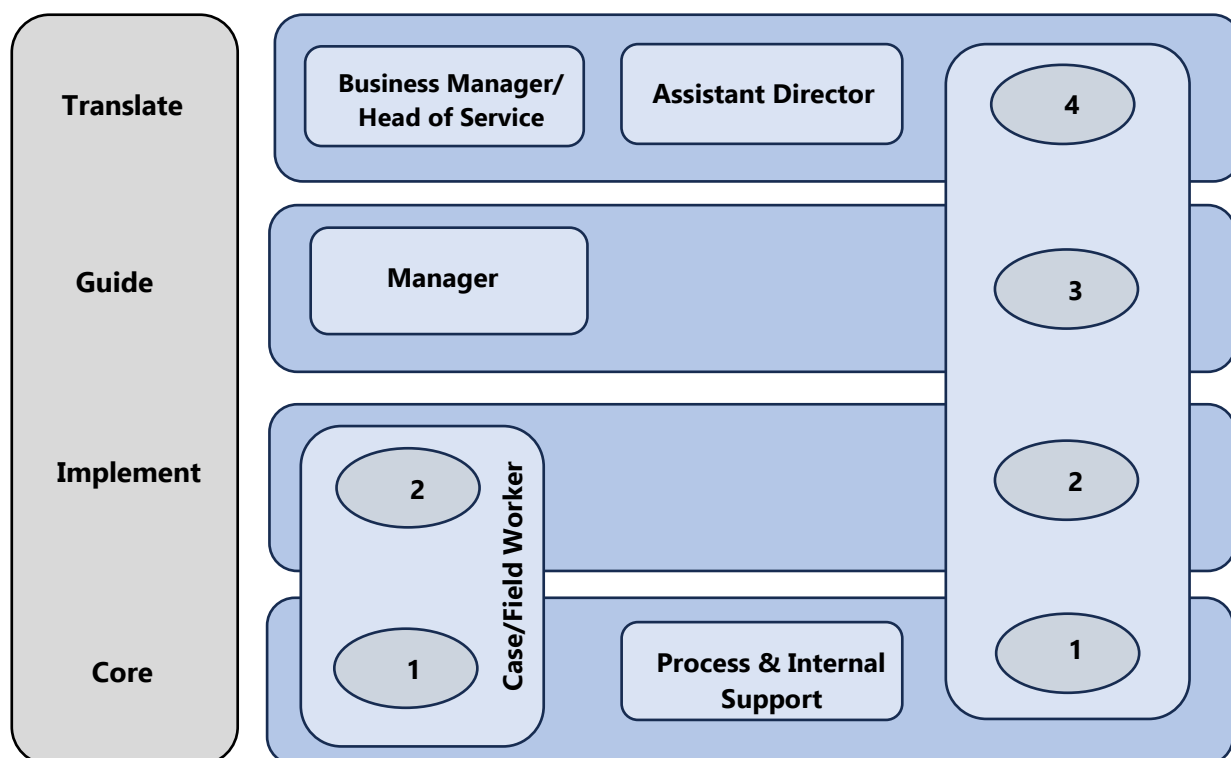 Translate
Business Manager/
Head of Service
Assistant Director
4
Guide
Manager
3
Implement
2
Case/Field Worker
2
Core
1
Process & Internal
Support
1